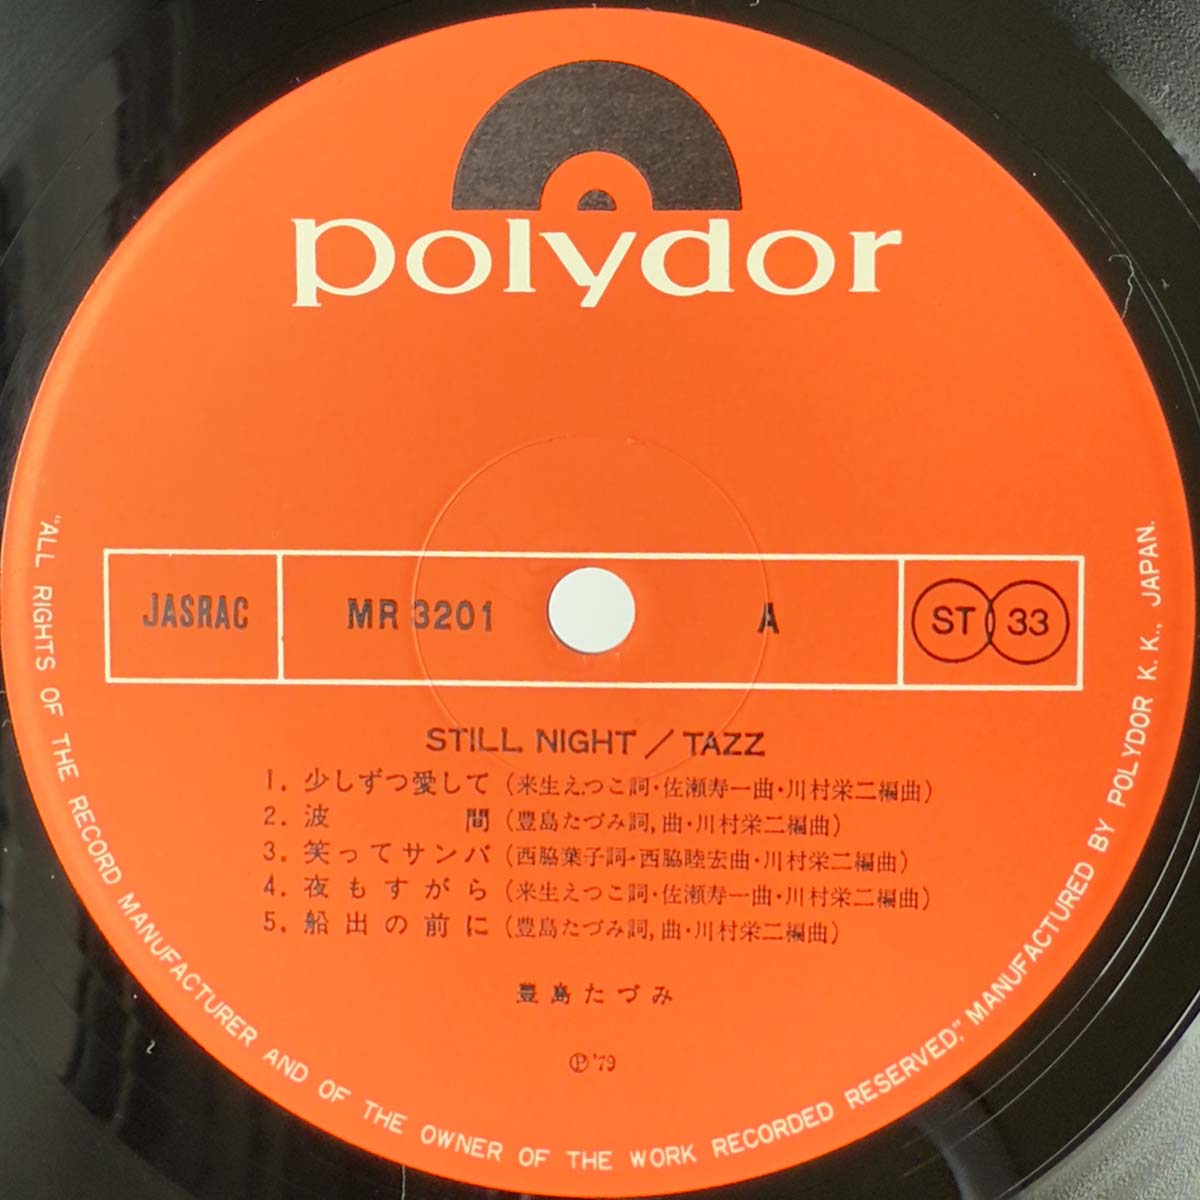 polydor
JASRAC MR 3201 A ST 33
STILL NIGHT / TAZZ
1. 少しずつ愛して (来生えつこ詞・佐瀬寿一曲・川村栄二編曲)
2. 波間 (豊島たづみ詞, 曲・川村栄二編曲)
3. 笑ってサンバ (西脇葉子詞・西脇睦宏曲・川村栄二編曲)
4. 夜もすがら (来生えつこ詞・佐瀬寿一曲・川村栄二編曲)
5. 船出の前に (豊島たづみ詞, 曲・川村栄二編曲)
豊島たづみ
Ⓟ'79
"ALL RIGHTS OF THE RECORD MANUFACTURER AND OF THE OWNER OF THE WORK RECORDED RESERVED," MANUFACTURED BY POLYDOR K. K., JAPAN.